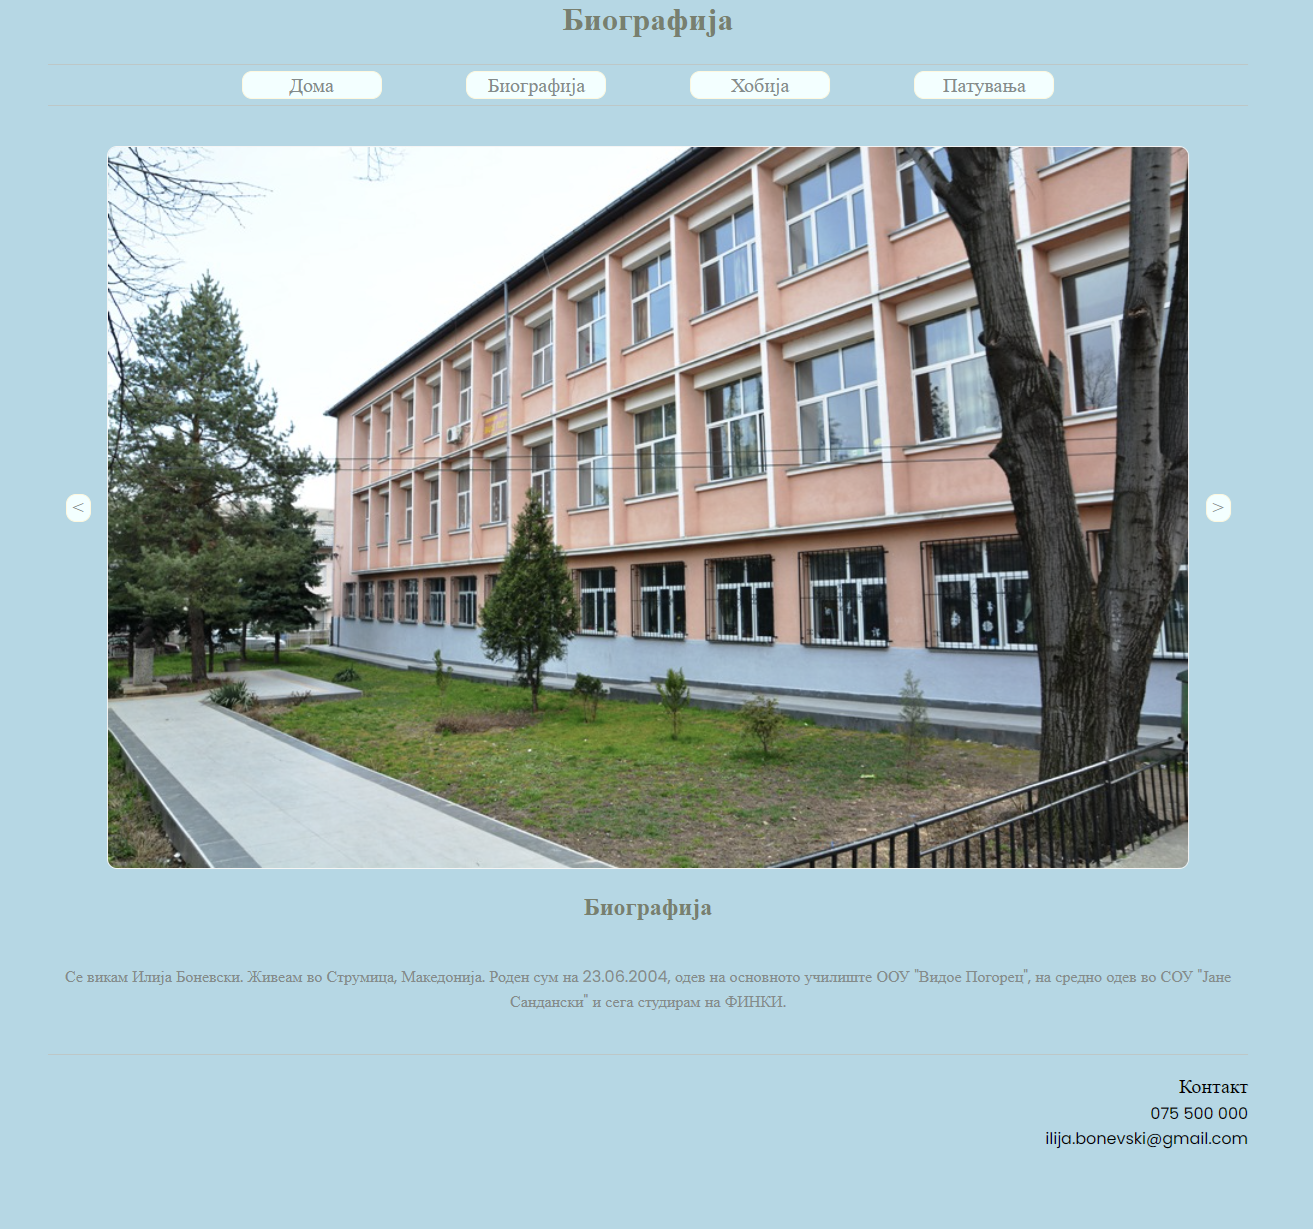 Биографија
Дома Биографија Хобија Патувања
< >
Биографија
Се викам Илија Боневски. Живеам во Струмица, Македонија. Роден сум на 23.06.2004, одев на основното училиште ООУ "Видое Погорец", на средно одев во СОУ "Јане
Сандански" и сега студирам на ФИНКИ.
Контакт
075 500 000
ilija.bonevski@gmail.com